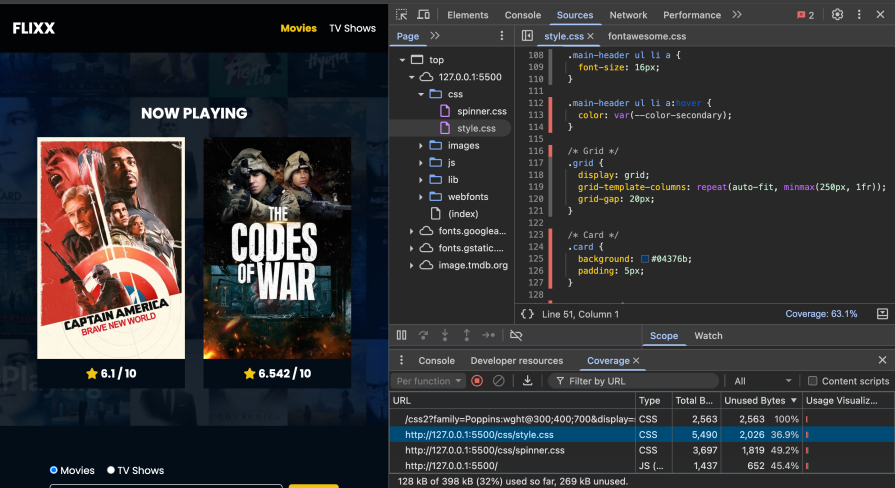 FLIXX
Movies TV Shows
NOW PLAYING
CAPTAIN AMERICA
BRAVE NEW WORLD
THE
CODES
OF WAR
6.1 / 10
6.542 / 10
Movies TV Shows
Elements Console Sources Network Performance 2
Page
style.css fontawesome.css
top
127.0.0.1:5500
css
spinner.css
style.css
images
js
lib
webfonts
(index)
fonts.googlea...
fonts.gstatic....
image.tmdb.org
108 .main-header ul li a {
109 font-size: 16px;
110 }
111
112 .main-header ul li a:hover {
113 color: var(--color-secondary);
114 }
115
116 /* Grid */
117 .grid {
118 display: grid;
119 grid-template-columns: repeat(auto-fit, minmax(250px, 1fr));
120 grid-gap: 20px;
121 }
122
123 /* Card */
124 .card {
125 background: #04376b;
126 padding: 5px;
127 }
128
{} Line 51, Column 1 Coverage: 63.1%
Scope Watch
Console Developer resources Coverage
Per function Filter by URL All Content scripts
URL Type Total B... Unused Bytes Usage Visualiz...
/css2?family=Poppins:wght@300;400;700&display= CSS 2,563 2,563 100%
http://127.0.0.1:5500/css/style.css CSS 5,490 2,026 36.9%
http://127.0.0.1:5500/css/spinner.css CSS 3,697 1,819 49.2%
http://127.0.0.1:5500/ JS (... 1,437 652 45.4%
128 kB of 398 kB (32%) used so far, 269 kB unused.